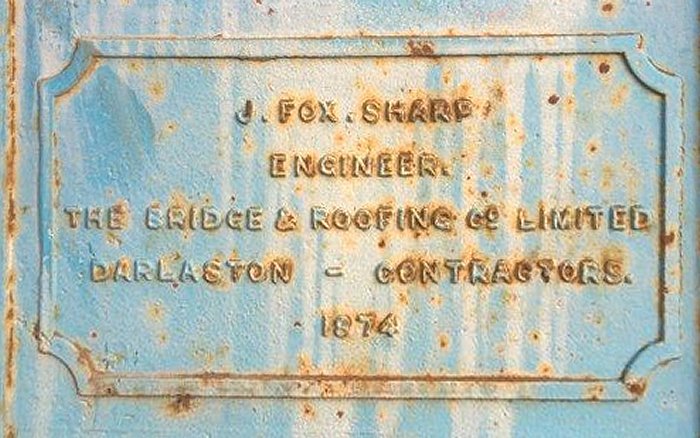 J. FOX. SHARP
ENGINEER.
THE BRIDGE & ROOFING Co LIMITED
DARLASTON - CONTRACTORS.
1874